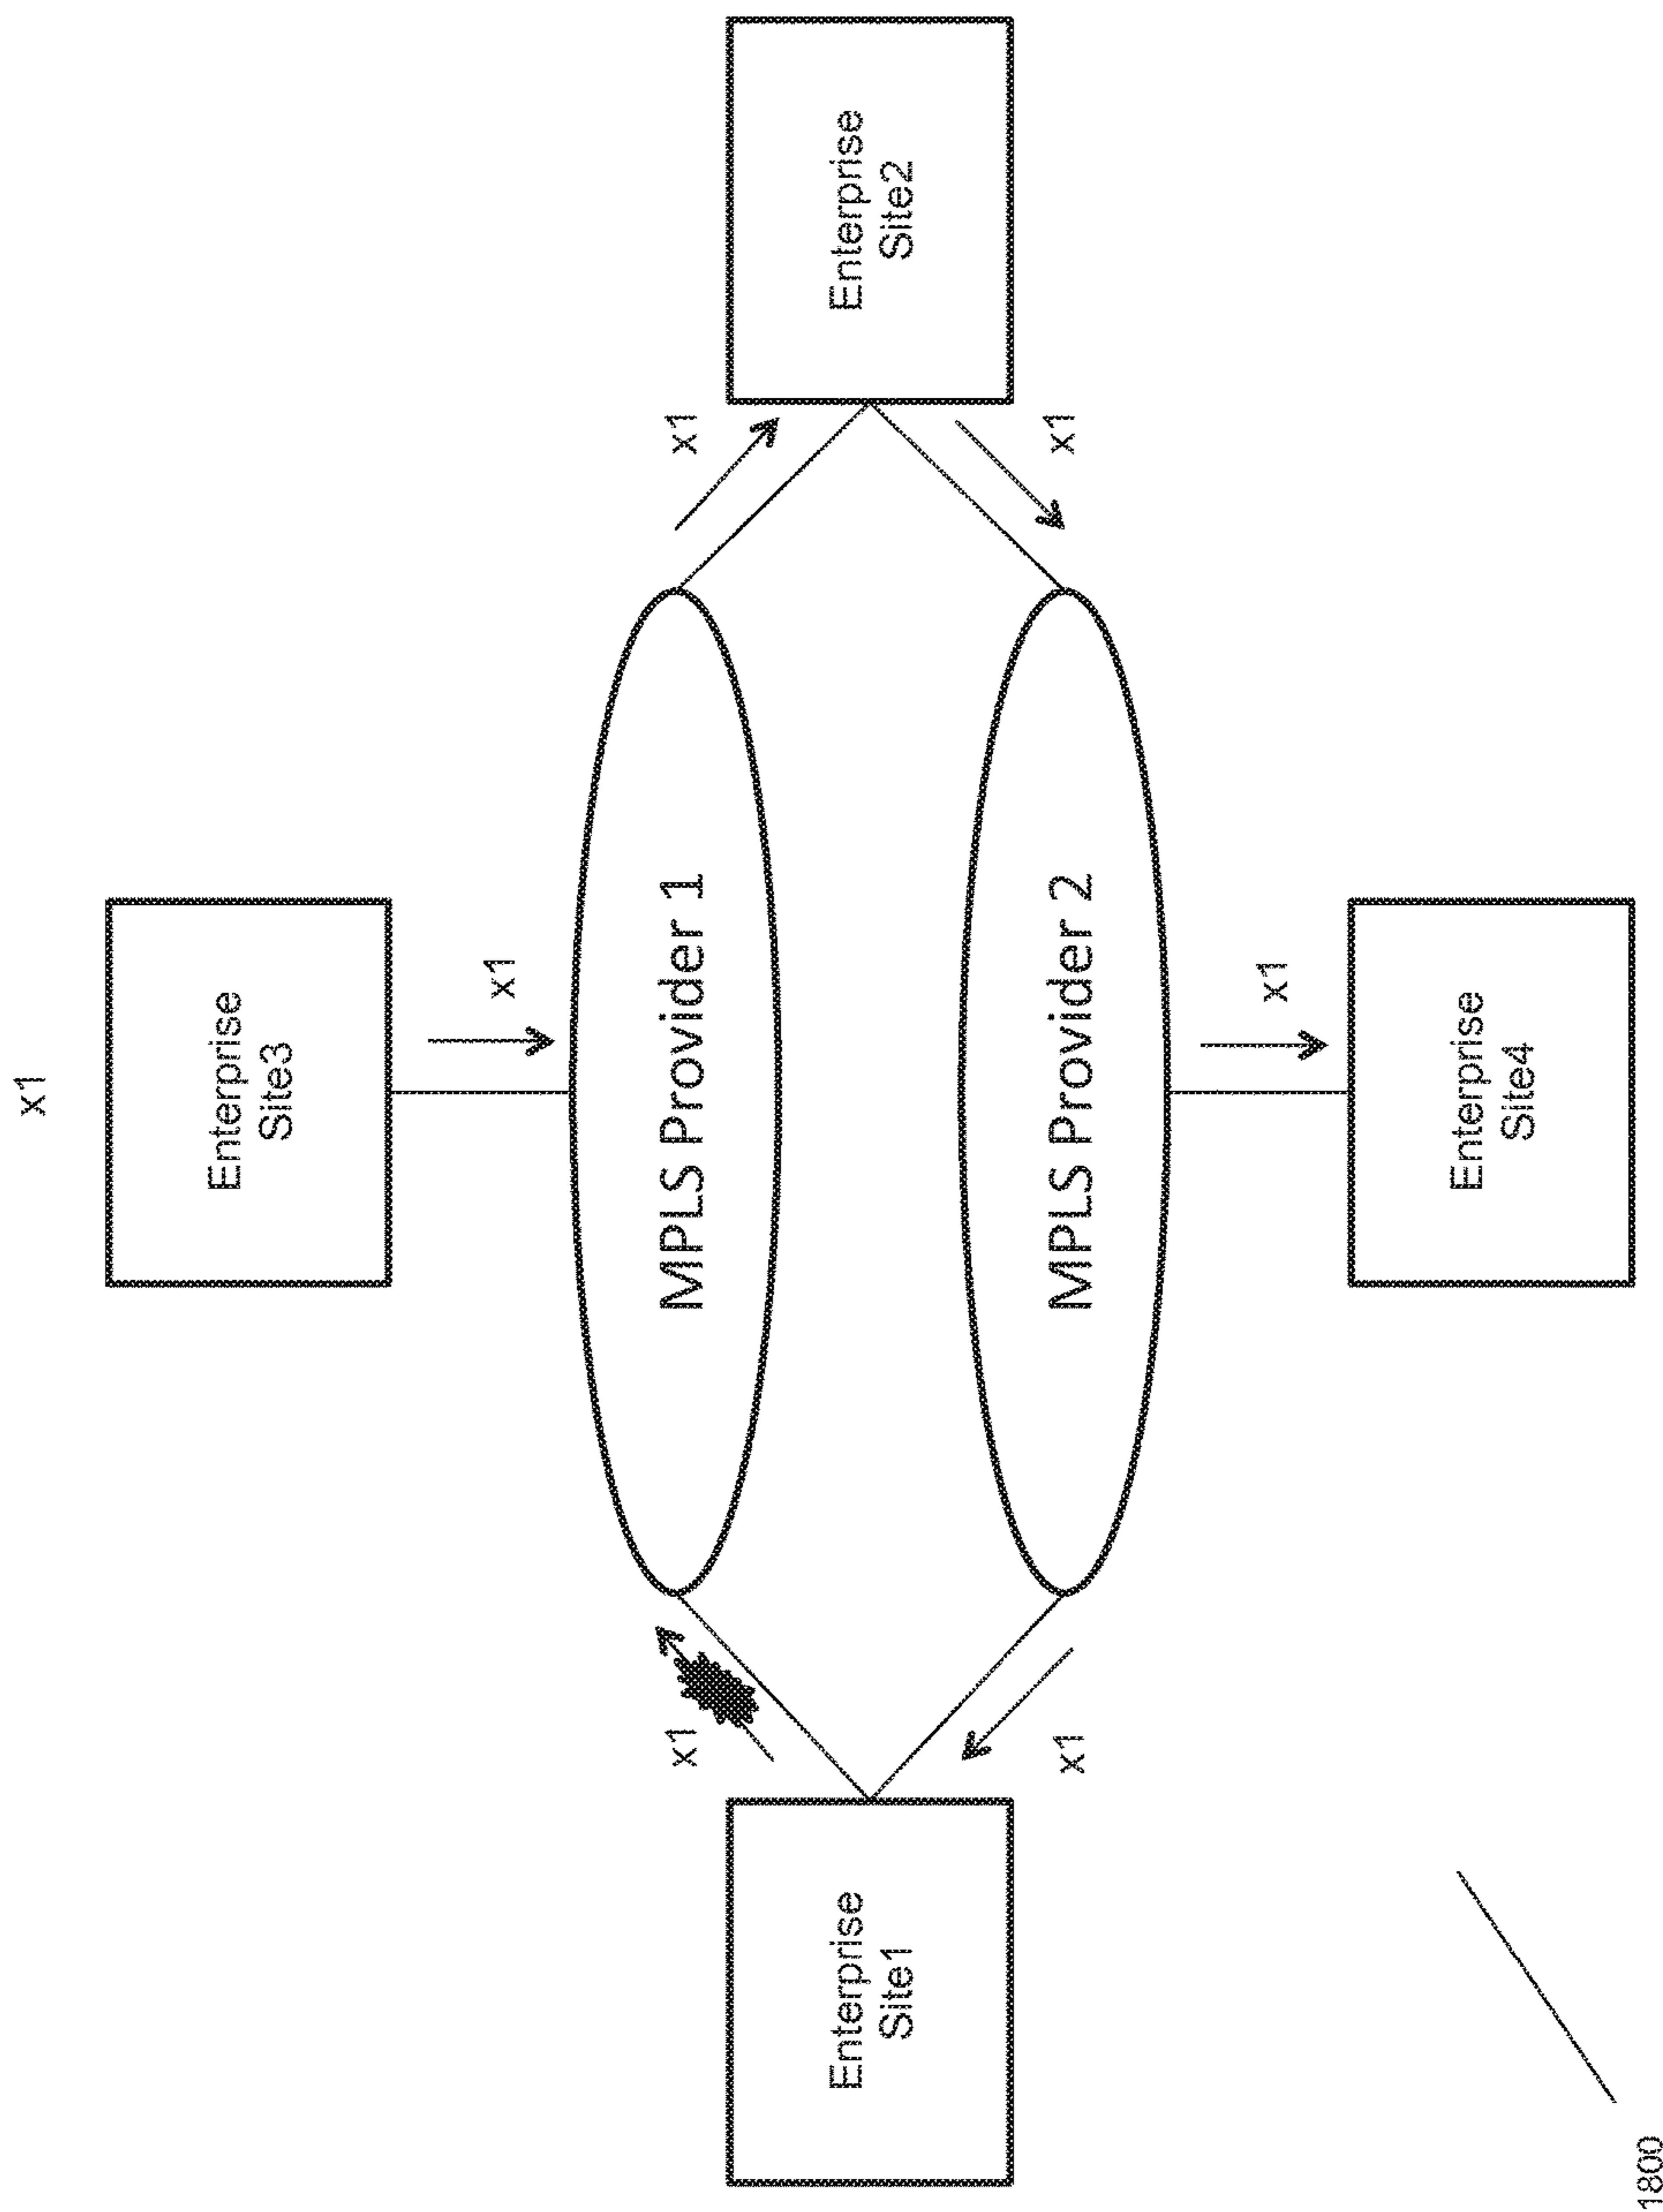 x1
Enterprise
Site3
x1
x1
MPLS Provider 1
x1
Enterprise
Site1
Enterprise
Site2
x1
MPLS Provider 2
x1
x1
Enterprise
Site4
1800